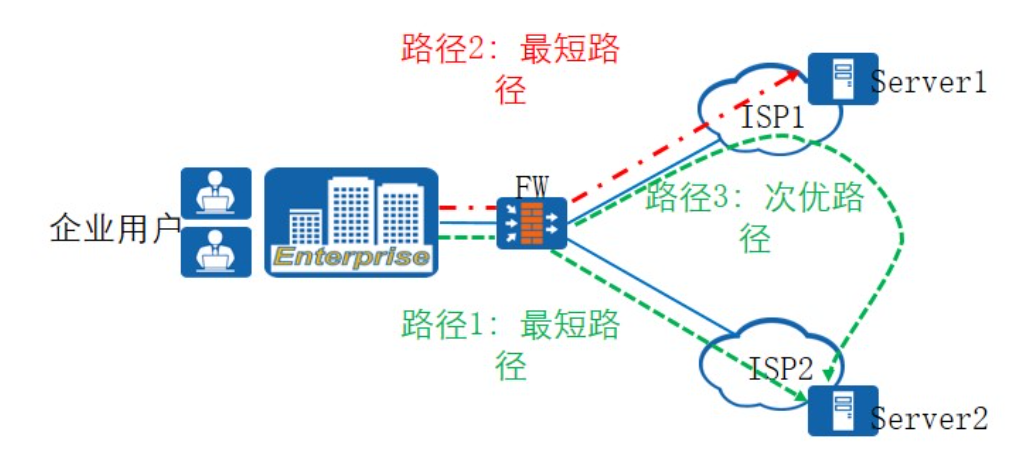 路径2: 最短路
径
Server1
ISP1
FW
路径3: 次优路
径
企业用户
Enterprise
路径1: 最短路
径
ISP2
Server2